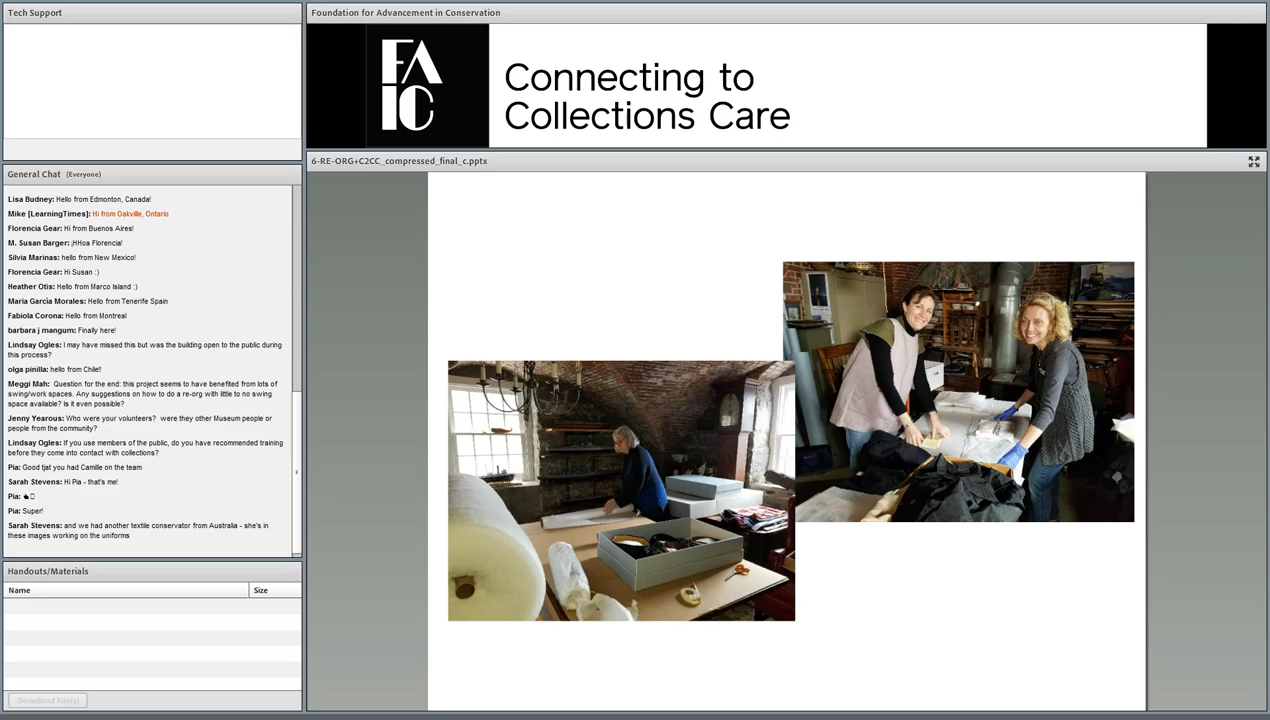 Tech Support
General Chat (Everyone)
Lisa Budney: Hello from Edmonton, Canada!
Mike [LearningTimes]: Hi from Oakville, Ontario
Florencia Gear: Hi from Buenos Aires!
M. Susan Barger: ¡HHoa Florencia!
Silvia Marinas: hello from New Mexico!
Florencia Gear: Hi Susan :)
Heather Otis: Hello from Marco Island :)
Maria Garcia Morales: Hello from Tenerife Spain
Fabiola Corona: Hello from Montreal
barbara j mangum: Finally here!
Lindsay Ogles: I may have missed this but was the building open to the public during
this process?
olga pinilla: hello from Chile!!
Meggi Mah: Question for the end: this project seems to have benefited from lots of
swing/work spaces. Any suggestions on how to do a re-org with little to no swing
space available? Is it even possible?
Jenny Yearous: Who were your volunteers? were they other Museum people or
people from the community?
Lindsay Ogles: If you use members of the public, do you have recommended training
before they come into contact with collections?
Pia: Good tjat you had Camille on the team
Sarah Stevens: Hi Pia - that's me!
Pia:
Pia: Super!
Sarah Stevens: and we had another textile conservator from Australia - she's in
these images working on the uniforms
Handouts/Materials
Name Size
Download File(s)
Foundation for Advancement in Conservation
FA
IC
Connecting to
Collections Care
6-RE-ORG+C2CC_compressed_final_c.pptx